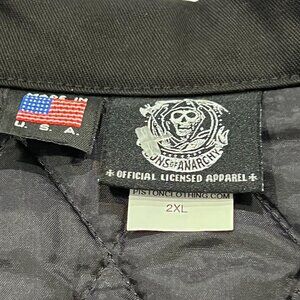 MADE IN
U.S.A.
SONS OF ANARCHY
OFFICIAL LICENSED APPAREL
PISTONCLOTHING.COM
2XL